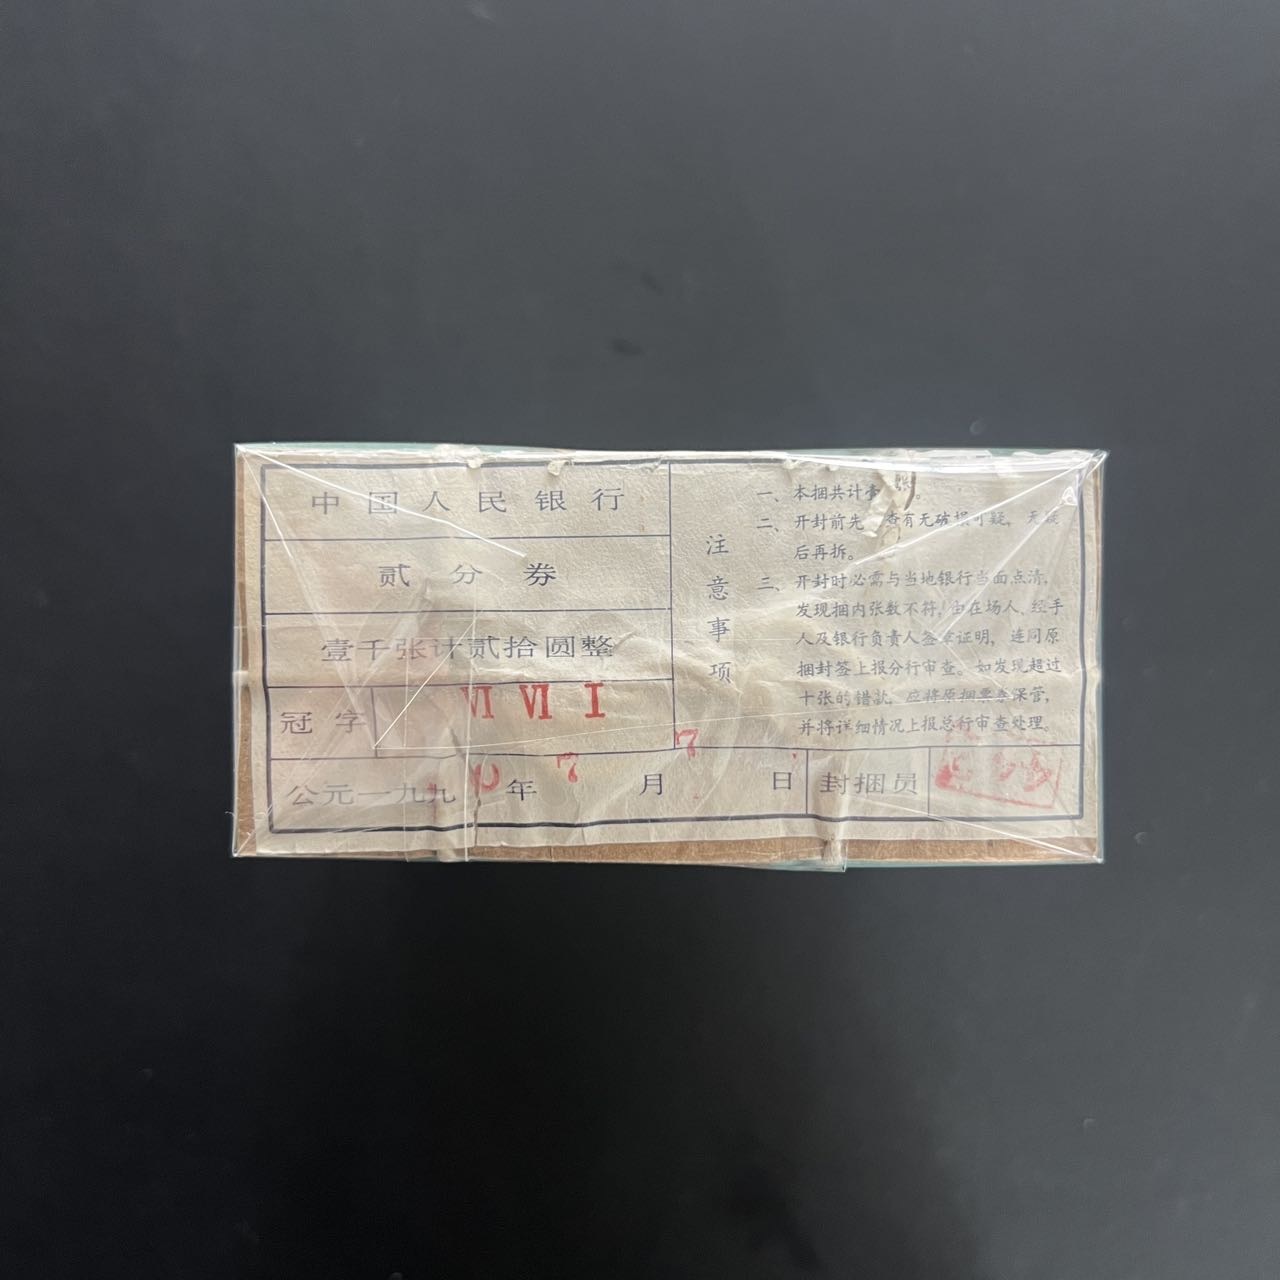 中国人民银行
贰分券
壹千张计贰拾圆整
冠字 VI VI I
公元一九九0年7月7日 封捆员
注意事项
一、本捆共计壹 张。
二、开封前先 查有无破损可疑,无误
后再拆。
三、开封时必需与当地银行当面点清,
发现捆内张数不符,由在场人、经手
人及银行负责人签章证明,连同原
捆封签上报分行审查。如发现超过
十张的错款,应将原捆票券保管,
并将详细情况上报总行审查处理。